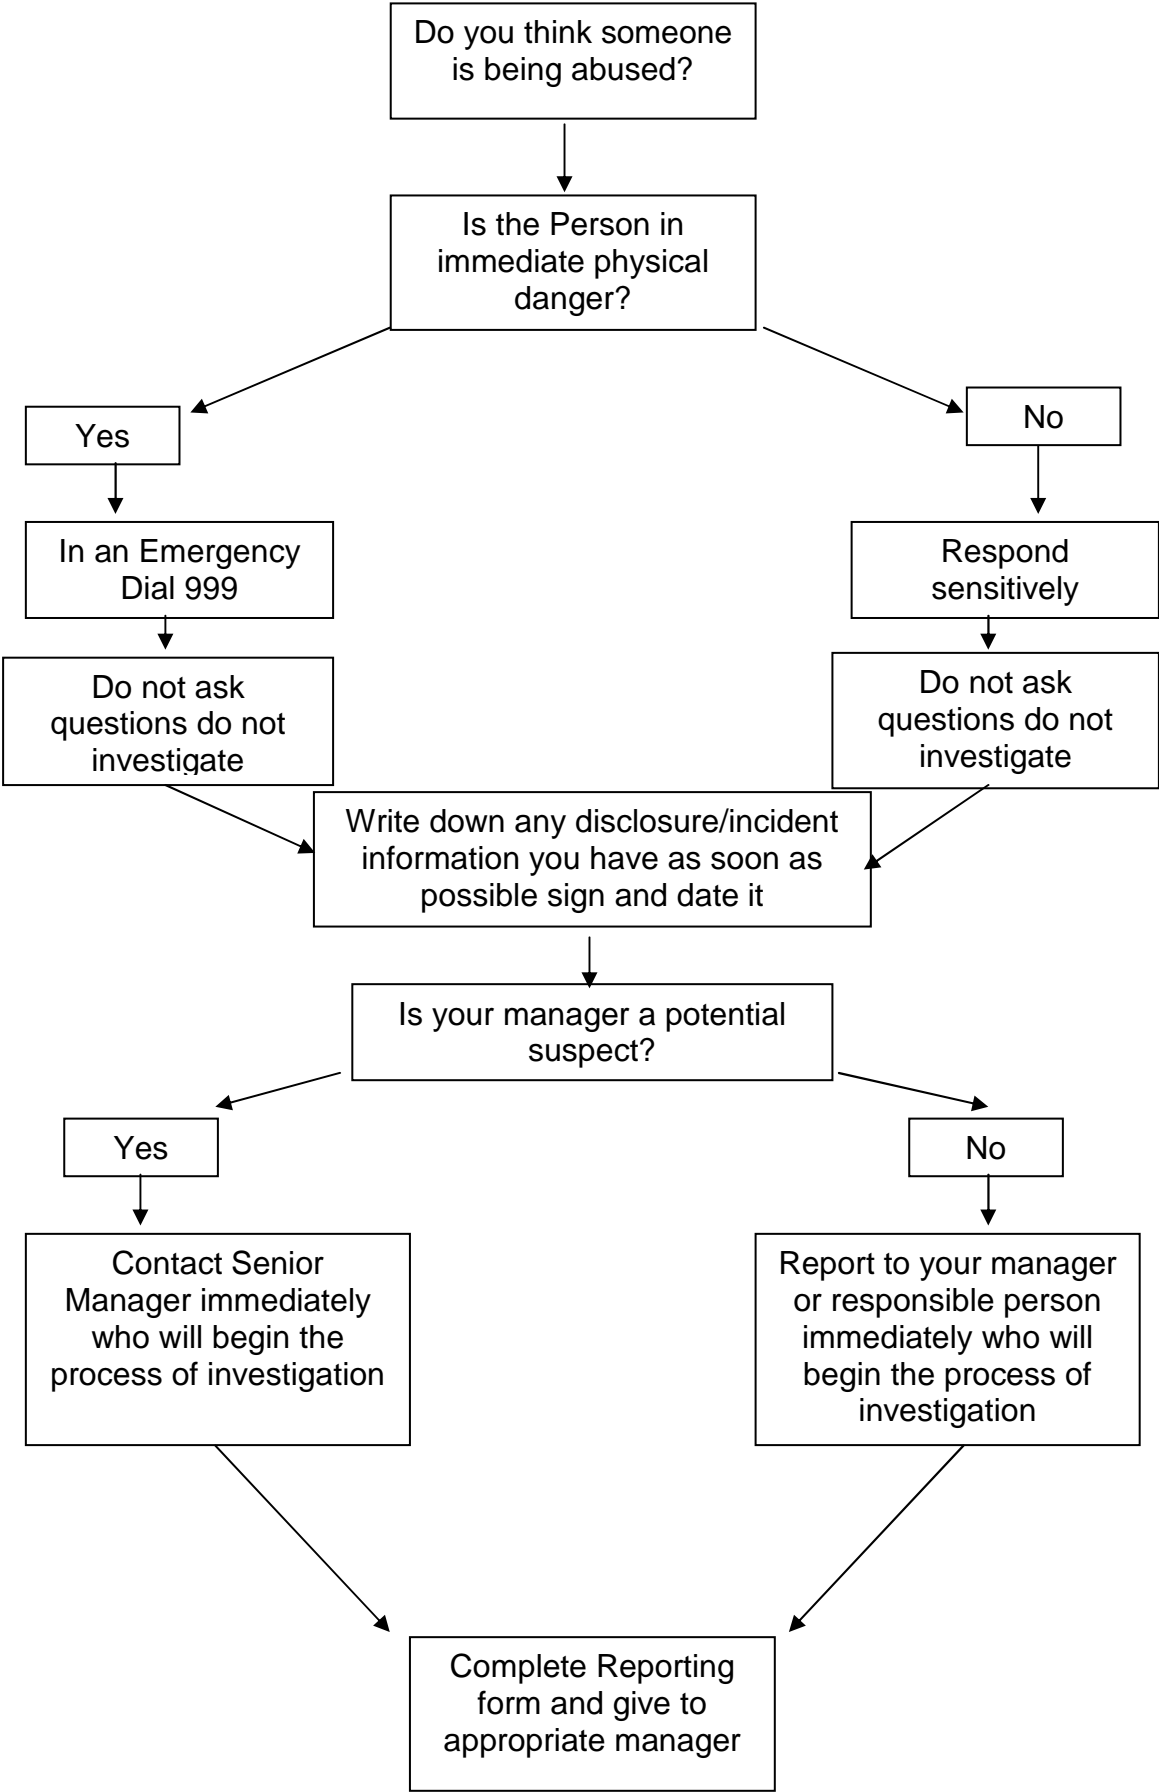 Do you think someone
is being abused?
Is the Person in
immediate physical
danger?
Yes
No
In an Emergency
Dial 999
Respond
sensitively
Do not ask
questions do not
investigate
Do not ask
questions do not
investigate
Write down any disclosure/incident
information you have as soon as
possible sign and date it
Is your manager a potential
suspect?
Yes
No
Contact Senior
Manager immediately
who will begin the
process of investigation
Report to your manager
or responsible person
immediately who will
begin the process of
investigation
Complete Reporting
form and give to
appropriate manager